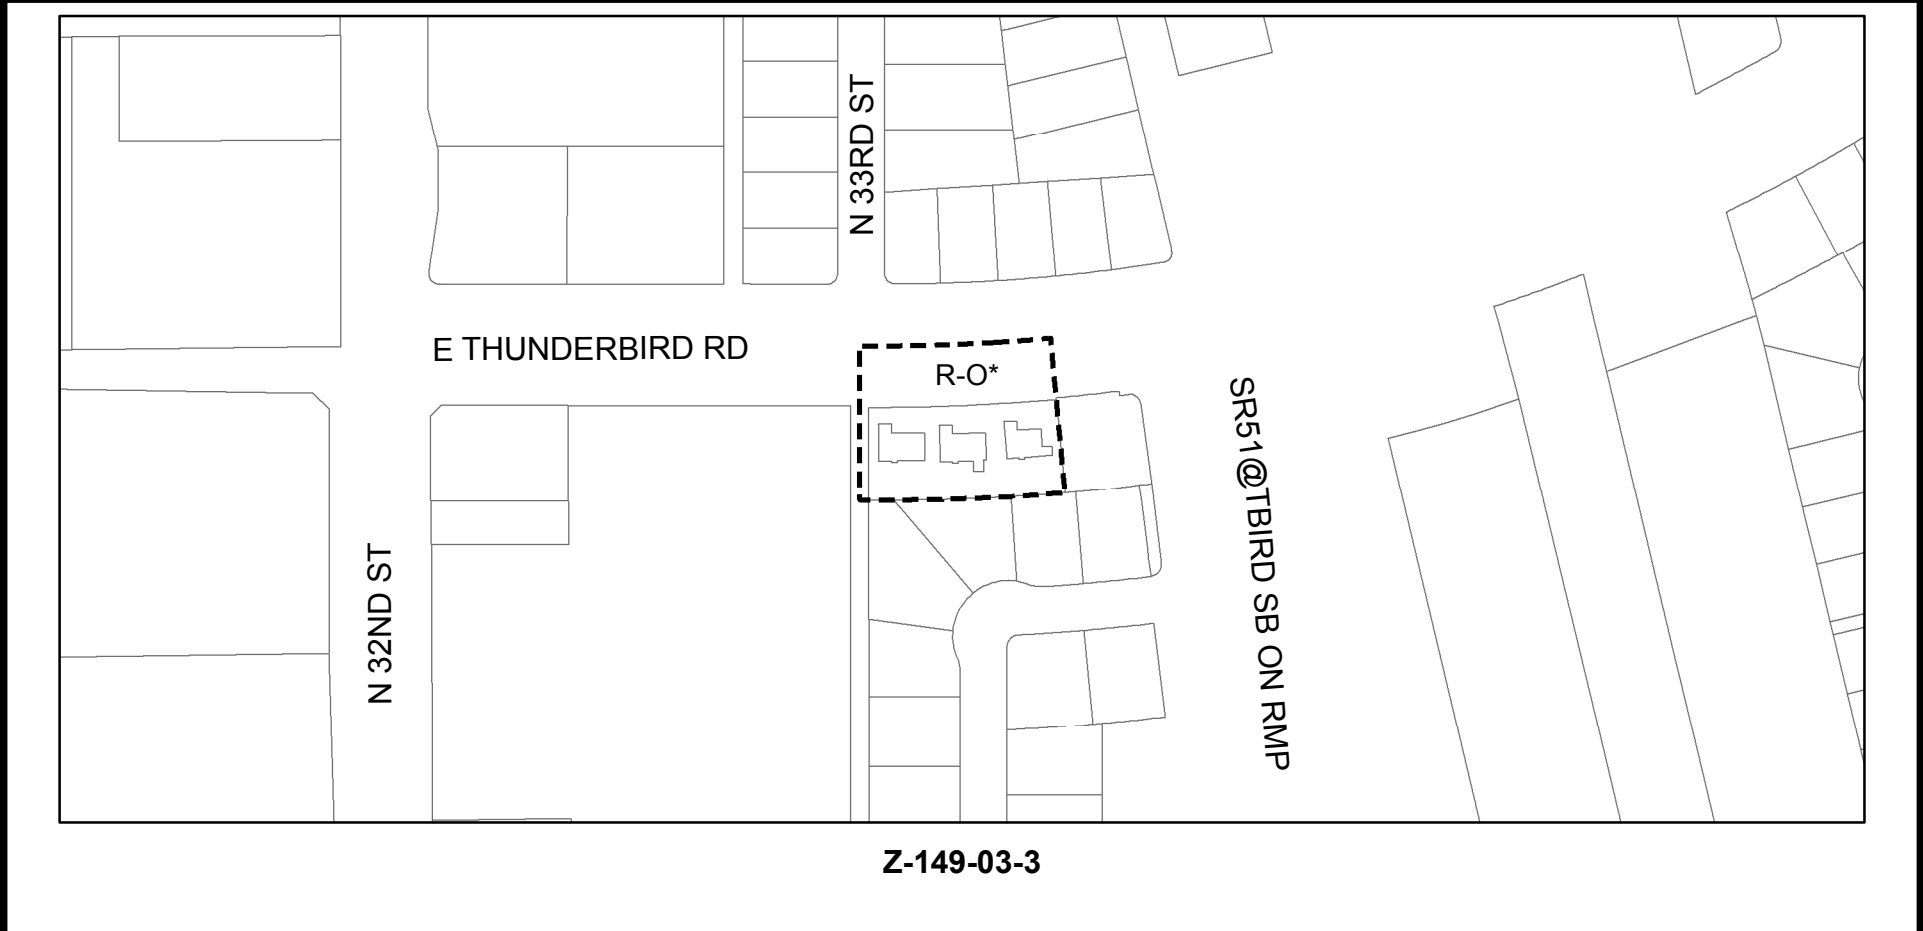 N 33RD ST
E THUNDERBIRD RD
R-O*
SR51@TBIRD SB ON RMP
N 32ND ST
Z-149-03-3